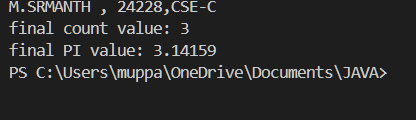 M.SRMANTH , 24228,CSE-C
final count value: 3
final PI value: 3.14159
PS C:\Users\muppa\OneDrive\Documents\JAVA>